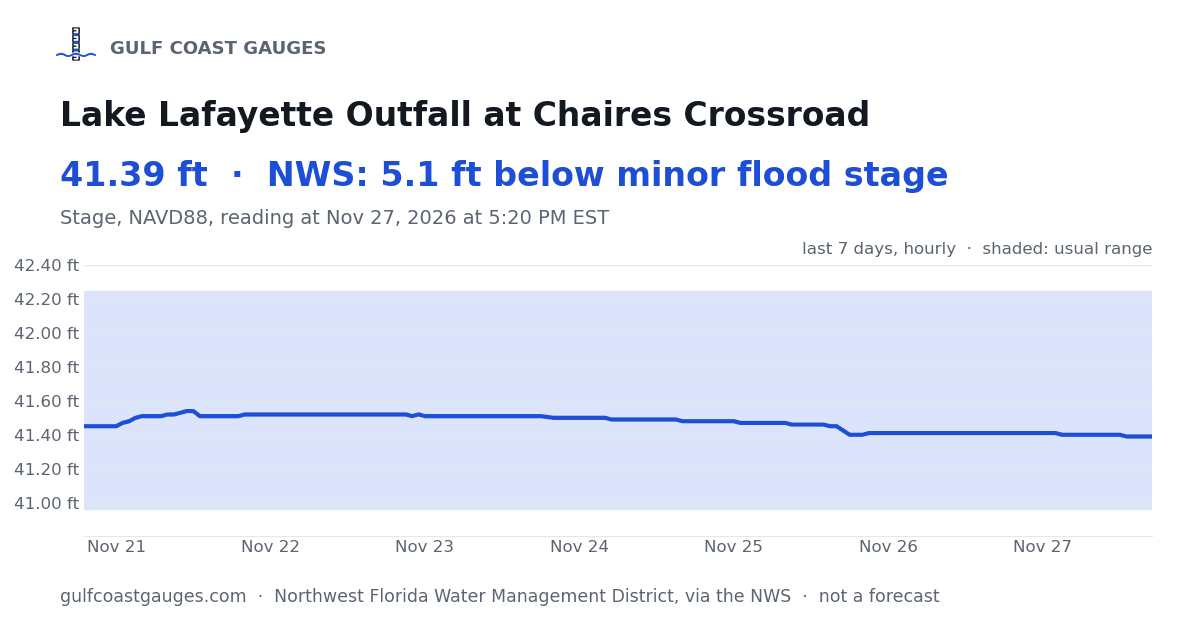 GULF COAST GAUGES
Lake Lafayette Outfall at Chaires Crossroad
41.39 ft · NWS: 5.1 ft below minor flood stage
Stage, NAVD88, reading at Nov 27, 2026 at 5:20 PM EST
last 7 days, hourly · shaded: usual range
42.40 ft
42.20 ft
42.00 ft
41.80 ft
41.60 ft
41.40 ft
41.20 ft
41.00 ft
Nov 21 Nov 22 Nov 23 Nov 24 Nov 25 Nov 26 Nov 27
gulfcoastgauges.com · Northwest Florida Water Management District, via the NWS · not a forecast